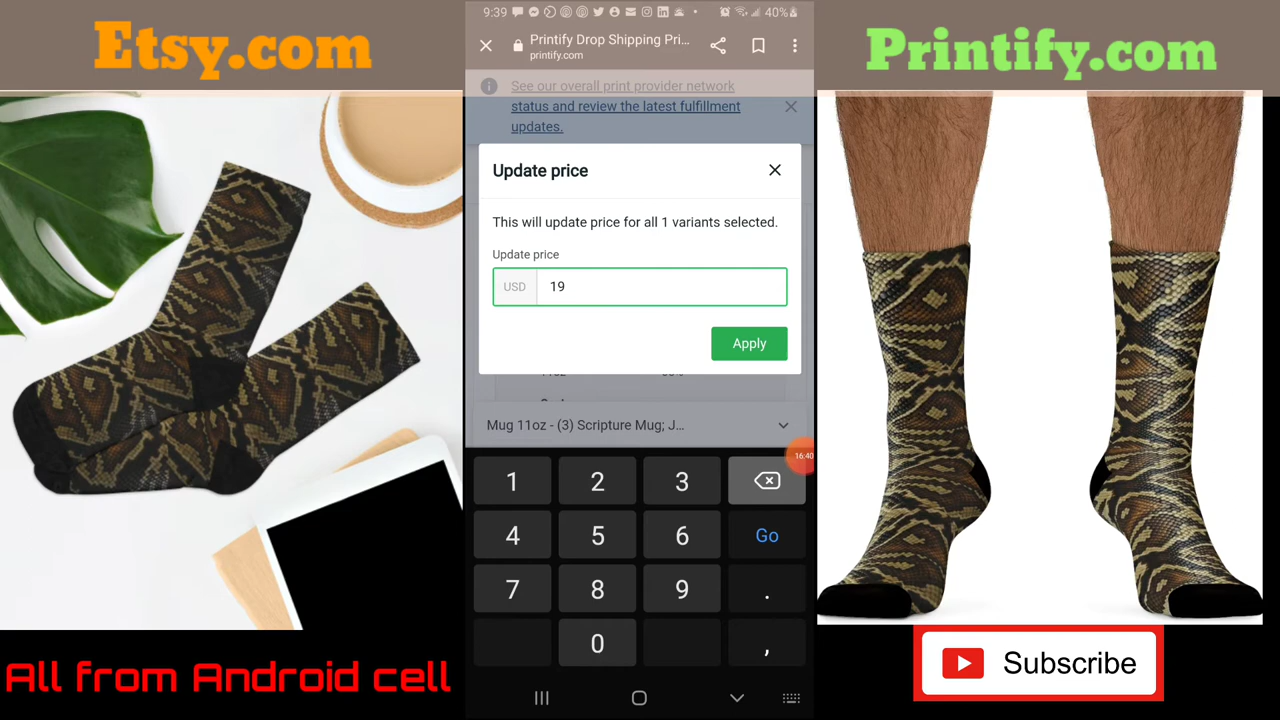 Etsy.com
9:39
40%
Printify Drop Shipping Pri...
printify.com
Printify.com
See our overall print provider network
status and review the latest fulfillment
updates.
Update price
This will update price for all 1 variants selected.
Update price
USD 19
Apply
Mug 11oz - (3) Scripture Mug; J...
16:40
1 2 3
4 5 6 Go
7 8 9 .
0 ,
All from Android cell
Subscribe